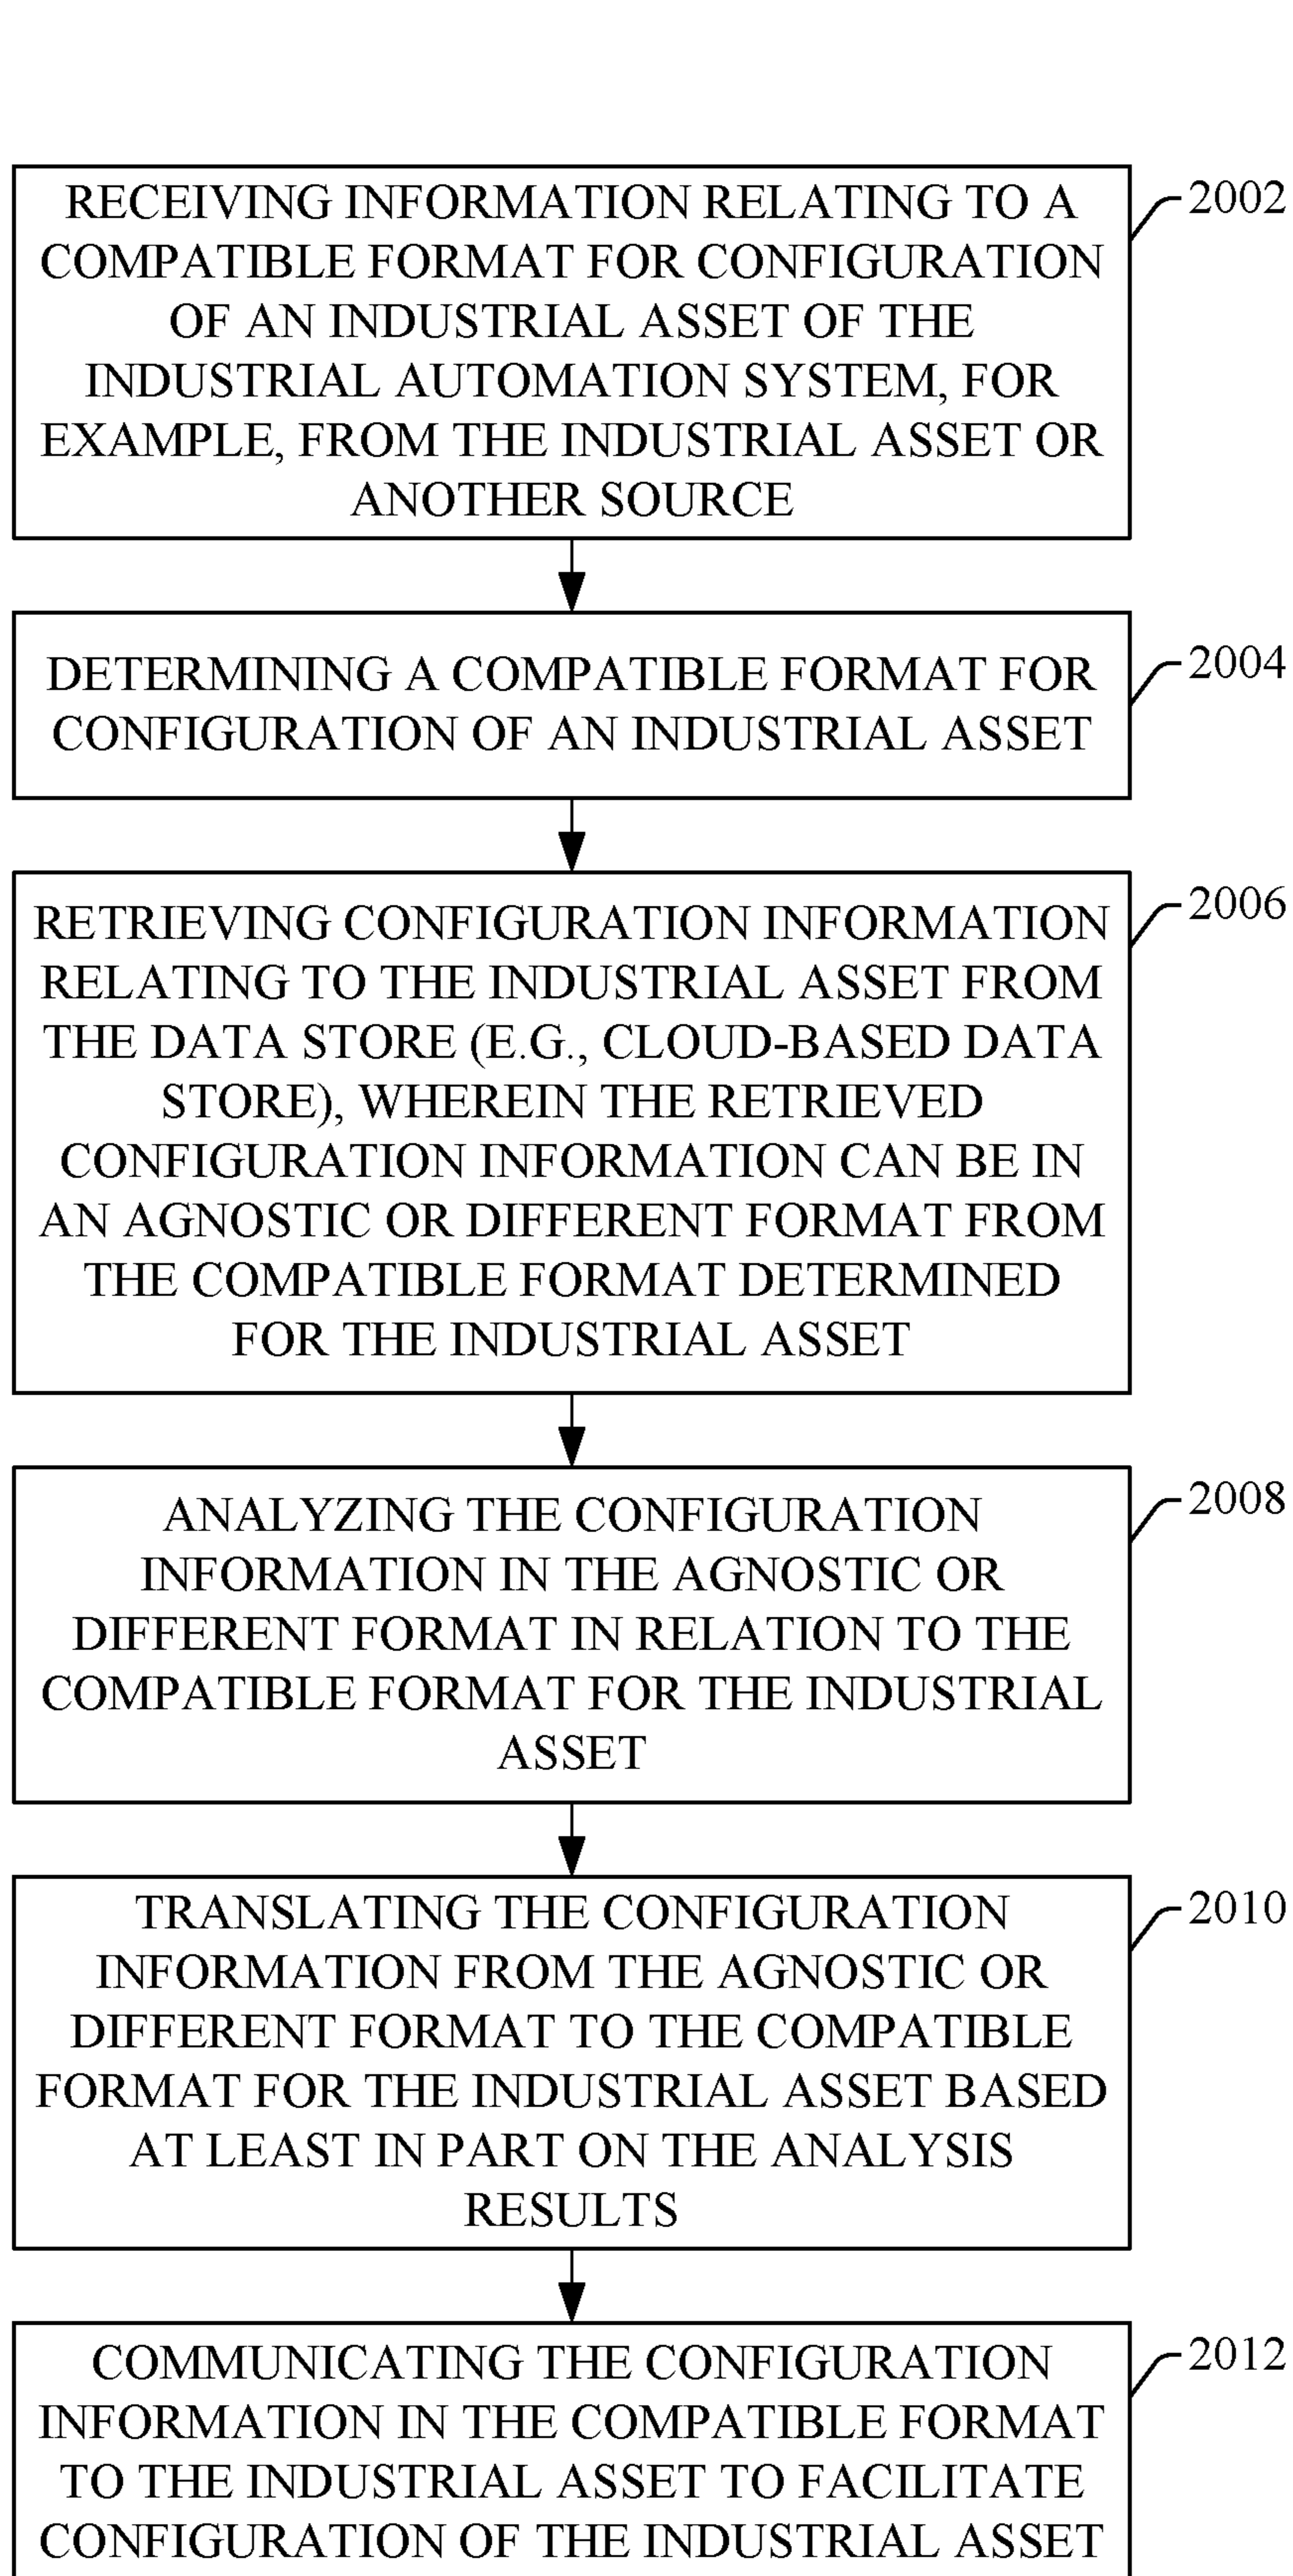 RECEIVING INFORMATION RELATING TO A
COMPATIBLE FORMAT FOR CONFIGURATION
OF AN INDUSTRIAL ASSET OF THE
INDUSTRIAL AUTOMATION SYSTEM, FOR
EXAMPLE, FROM THE INDUSTRIAL ASSET OR
ANOTHER SOURCE
2002
DETERMINING A COMPATIBLE FORMAT FOR
CONFIGURATION OF AN INDUSTRIAL ASSET
2004
RETRIEVING CONFIGURATION INFORMATION
RELATING TO THE INDUSTRIAL ASSET FROM
THE DATA STORE (E.G., CLOUD-BASED DATA
STORE), WHEREIN THE RETRIEVED
CONFIGURATION INFORMATION CAN BE IN
AN AGNOSTIC OR DIFFERENT FORMAT FROM
THE COMPATIBLE FORMAT DETERMINED
FOR THE INDUSTRIAL ASSET
2006
ANALYZING THE CONFIGURATION
INFORMATION IN THE AGNOSTIC OR
DIFFERENT FORMAT IN RELATION TO THE
COMPATIBLE FORMAT FOR THE INDUSTRIAL
ASSET
2008
TRANSLATING THE CONFIGURATION
INFORMATION FROM THE AGNOSTIC OR
DIFFERENT FORMAT TO THE COMPATIBLE
FORMAT FOR THE INDUSTRIAL ASSET BASED
AT LEAST IN PART ON THE ANALYSIS
RESULTS
2010
COMMUNICATING THE CONFIGURATION
INFORMATION IN THE COMPATIBLE FORMAT
TO THE INDUSTRIAL ASSET TO FACILITATE
CONFIGURATION OF THE INDUSTRIAL ASSET
2012